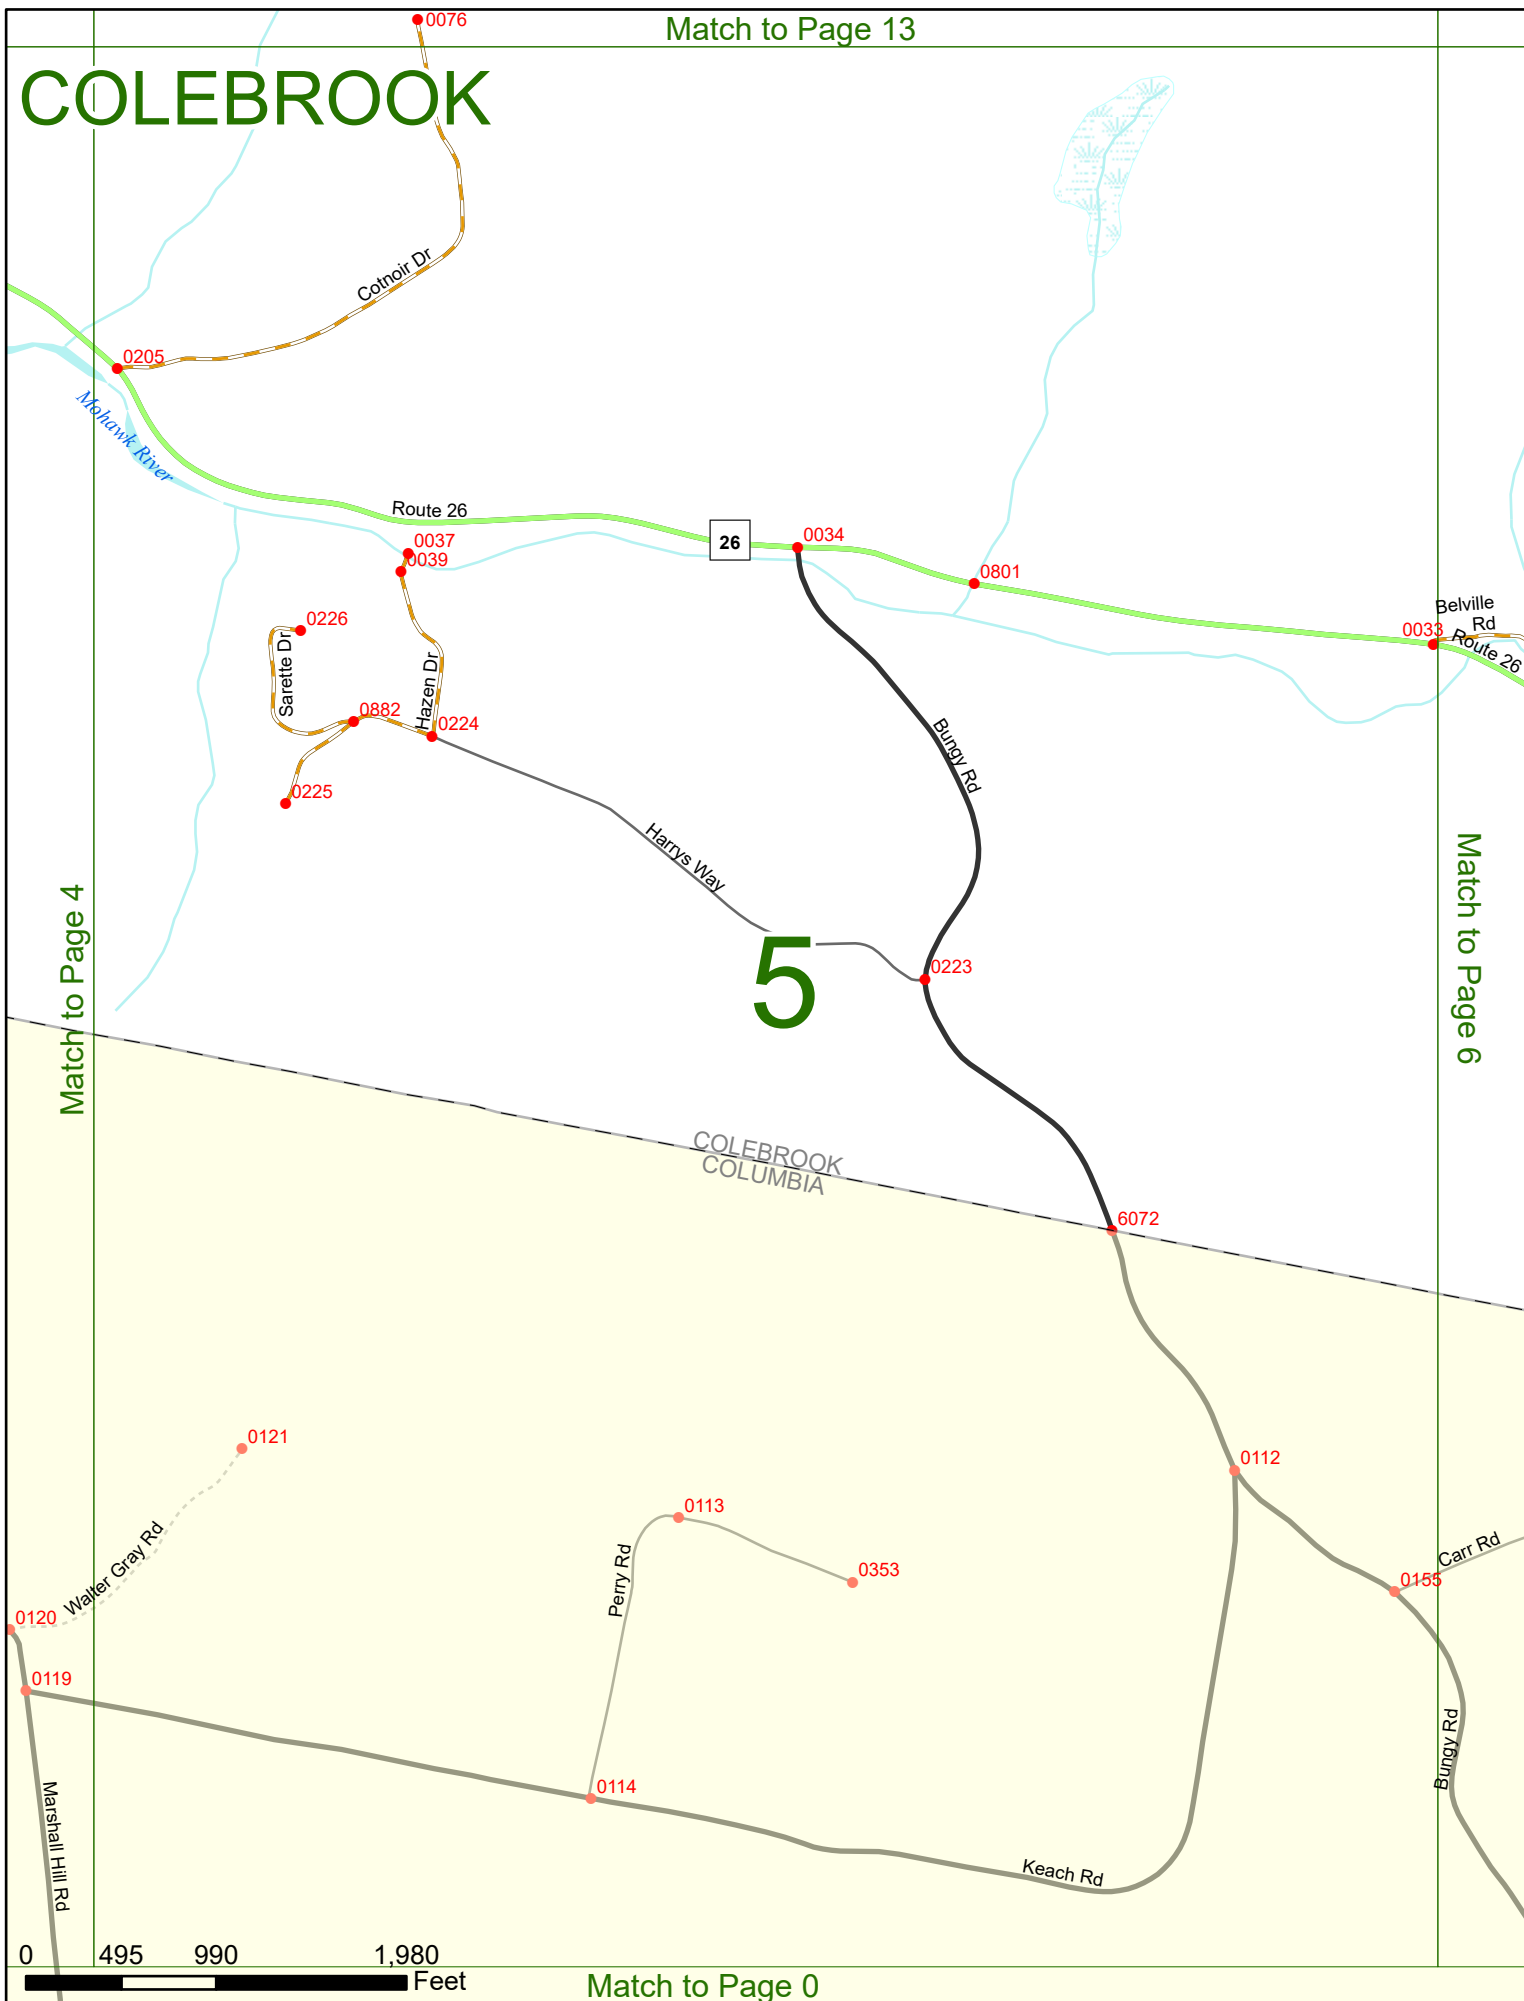 0076
Match to Page 13
COLEBROOK
Cotnoir Dr
0205
Mohawk River
Route 26
26
0034
0037
0039
0801
Belville
Rd
0033
Route 26
0226
Sarette Dr
Hazen Dr
0882
0224
Bungy Rd
0225
Harrys Way
Match to Page 4
Match to Page 6
5
0223
COLEBROOK
COLUMBIA
6072
0121
0112
0113
Walter Gray Rd
Perry Rd
0353
Carr Rd
0155
0120
0119
Bungy Rd
0114
Marshall Hill Rd
Keach Rd
0 495 990 1,980
Feet
Match to Page 0